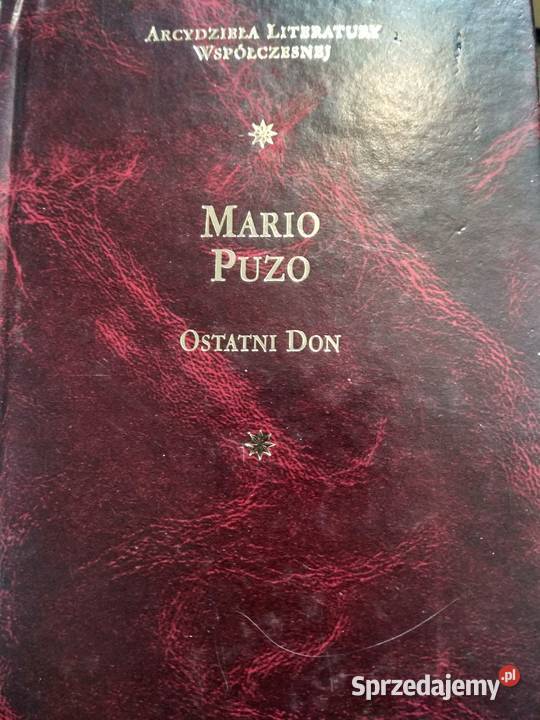 Arcydzieła Literatury
Współczesnej
Mario
Puzo
Ostatni Don
Sprzedajemy.pl